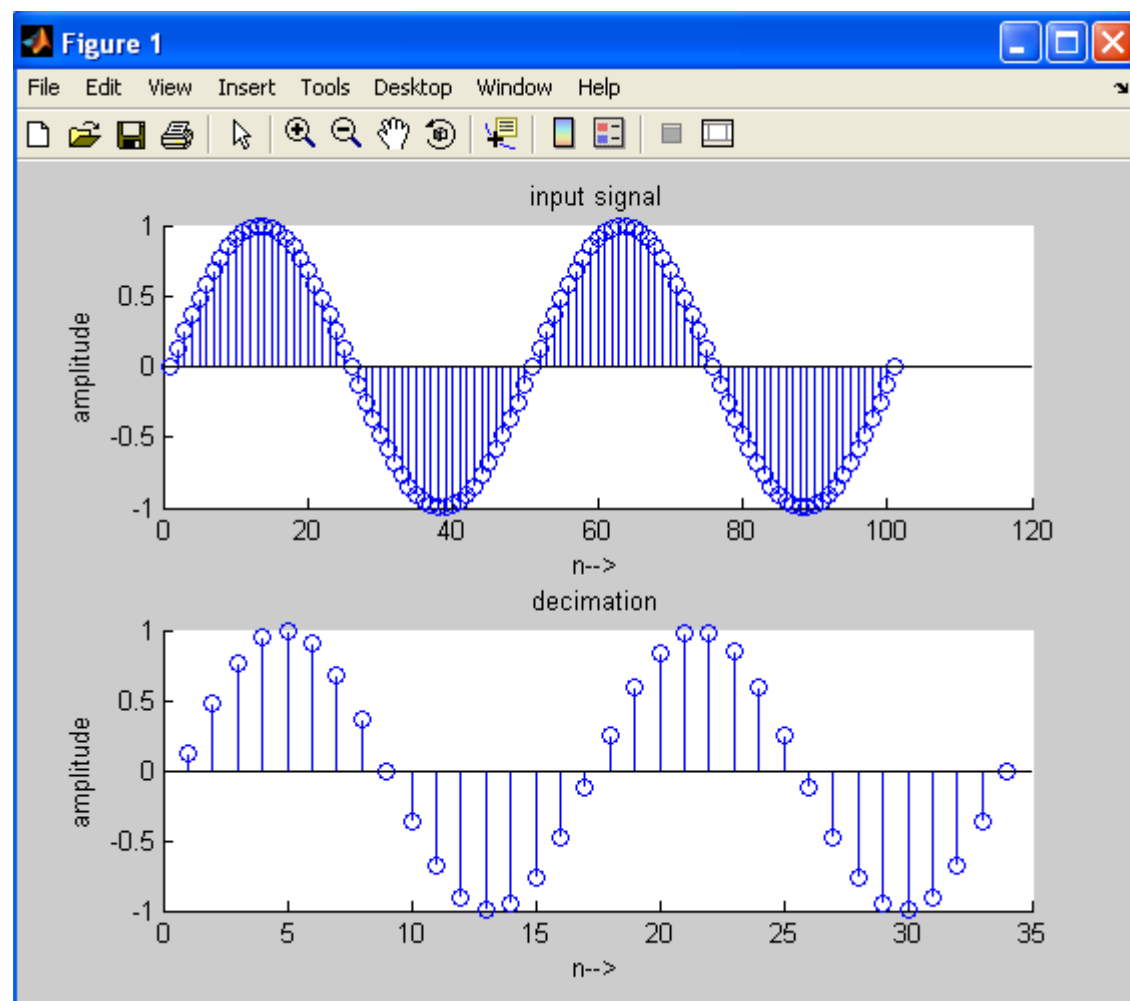 Figure 1
File Edit View Insert Tools Desktop Window Help
input signal
1
0.5
0
-0.5
-1
amplitude
0 20 40 60 80 100 120
n-->
decimation
1
0.5
0
-0.5
-1
amplitude
0 5 10 15 20 25 30 35
n-->